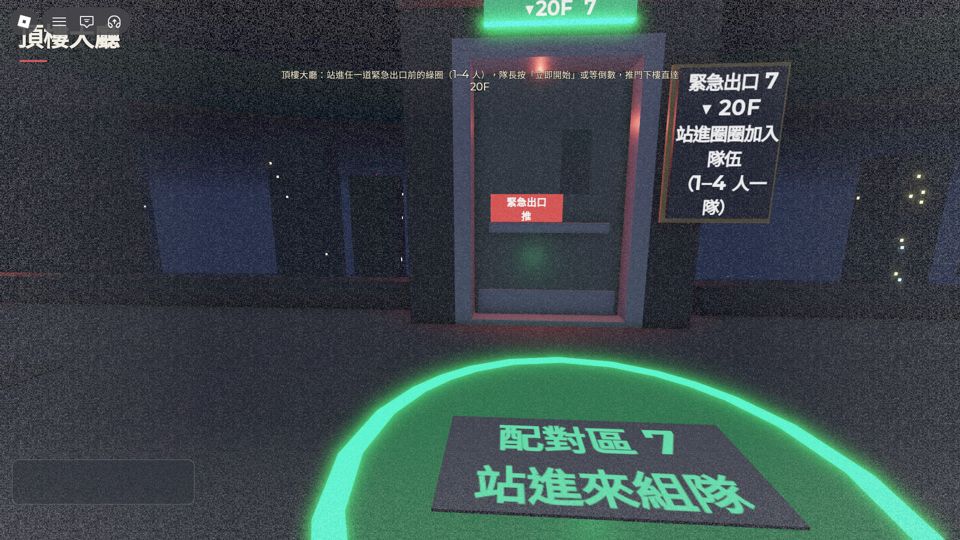 頂樓大廳
▼20F 7
頂樓大廳：站進任一道緊急出口前的綠圈（1–4 人），隊長按「立即開始」或等倒數，推門下樓直達
20F
緊急出口 7
▼ 20F
站進圈圈加入
隊伍
（1–4 人一
隊）
緊急出口
推
配對區 7
站進來組隊